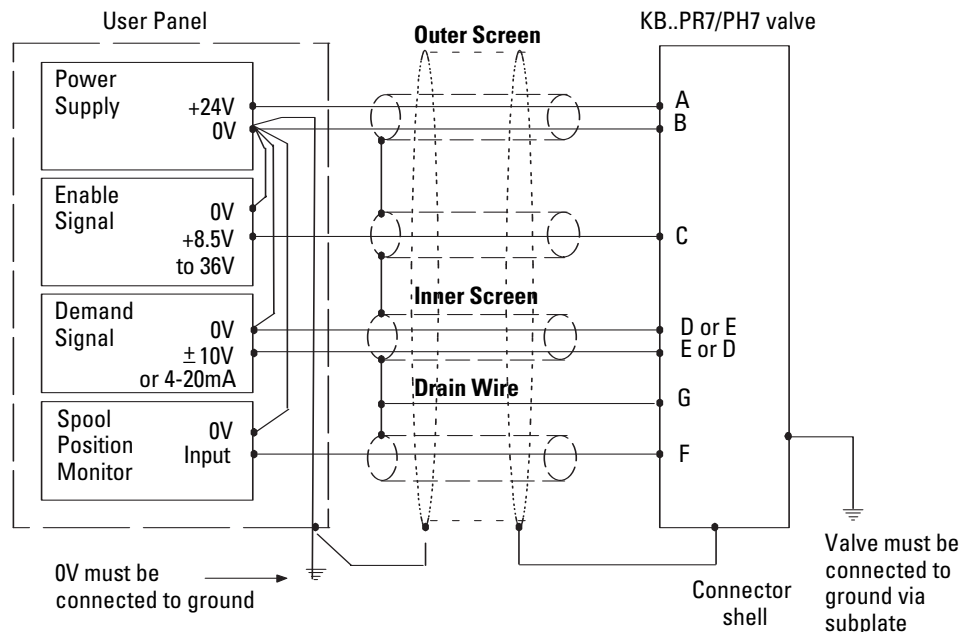 User Panel
Outer Screen
KB..PR7/PH7 valve
Power
Supply
+24V
0V
A
B
Enable
Signal
0V
+8.5V
to 36V
C
Inner Screen
Demand
Signal
0V
±10V
or 4-20mA
D or E
E or D
Drain Wire
G
Spool
Position
Monitor
0V
Input
F
0V must be
connected to ground
Connector
shell
Valve must be
connected to
ground via
subplate